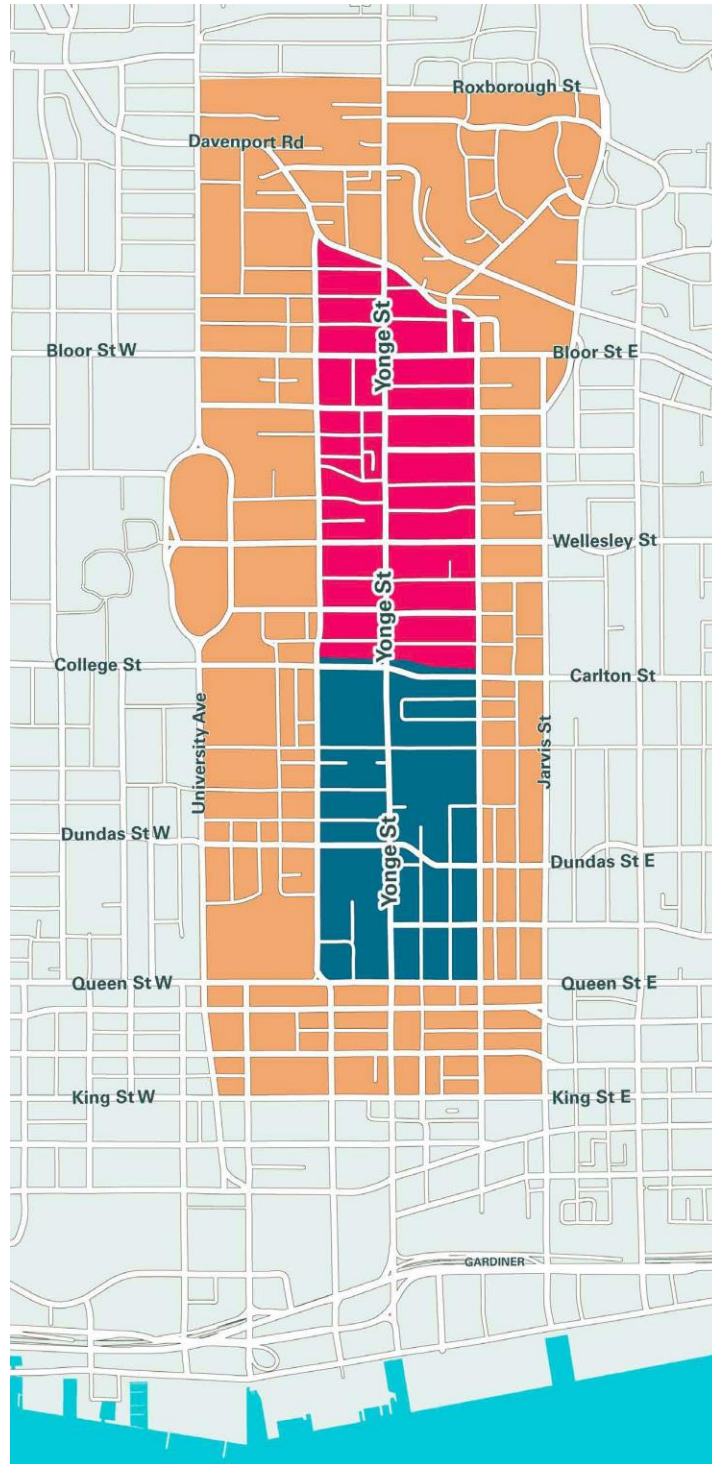 Roxborough St
Davenport Rd
Yonge St
Bloor St W
Bloor St E
Wellesley St
Yonge St
College St
Carlton St
University Ave
Jarvis St
Dundas St W
Yonge St
Dundas St E
Queen St W
Queen St E
King St W
King St E
GARDINER